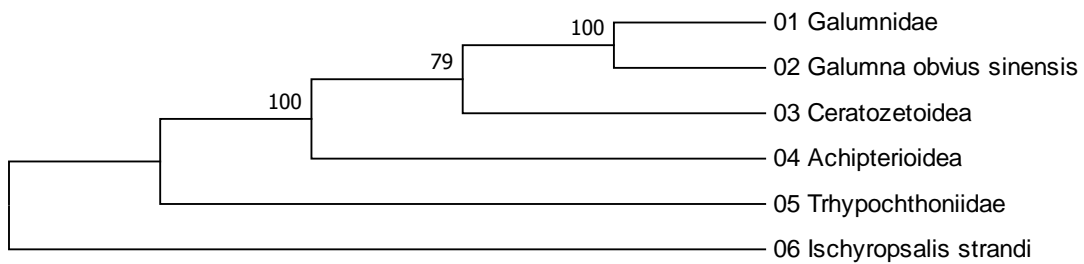 100
01 Galumnidae
79
02 Galumna obvius sinensis
100
03 Ceratozetoidea
04 Achipterioidea
05 Trhypochthoniidae
06 Ischyropsalis strandi